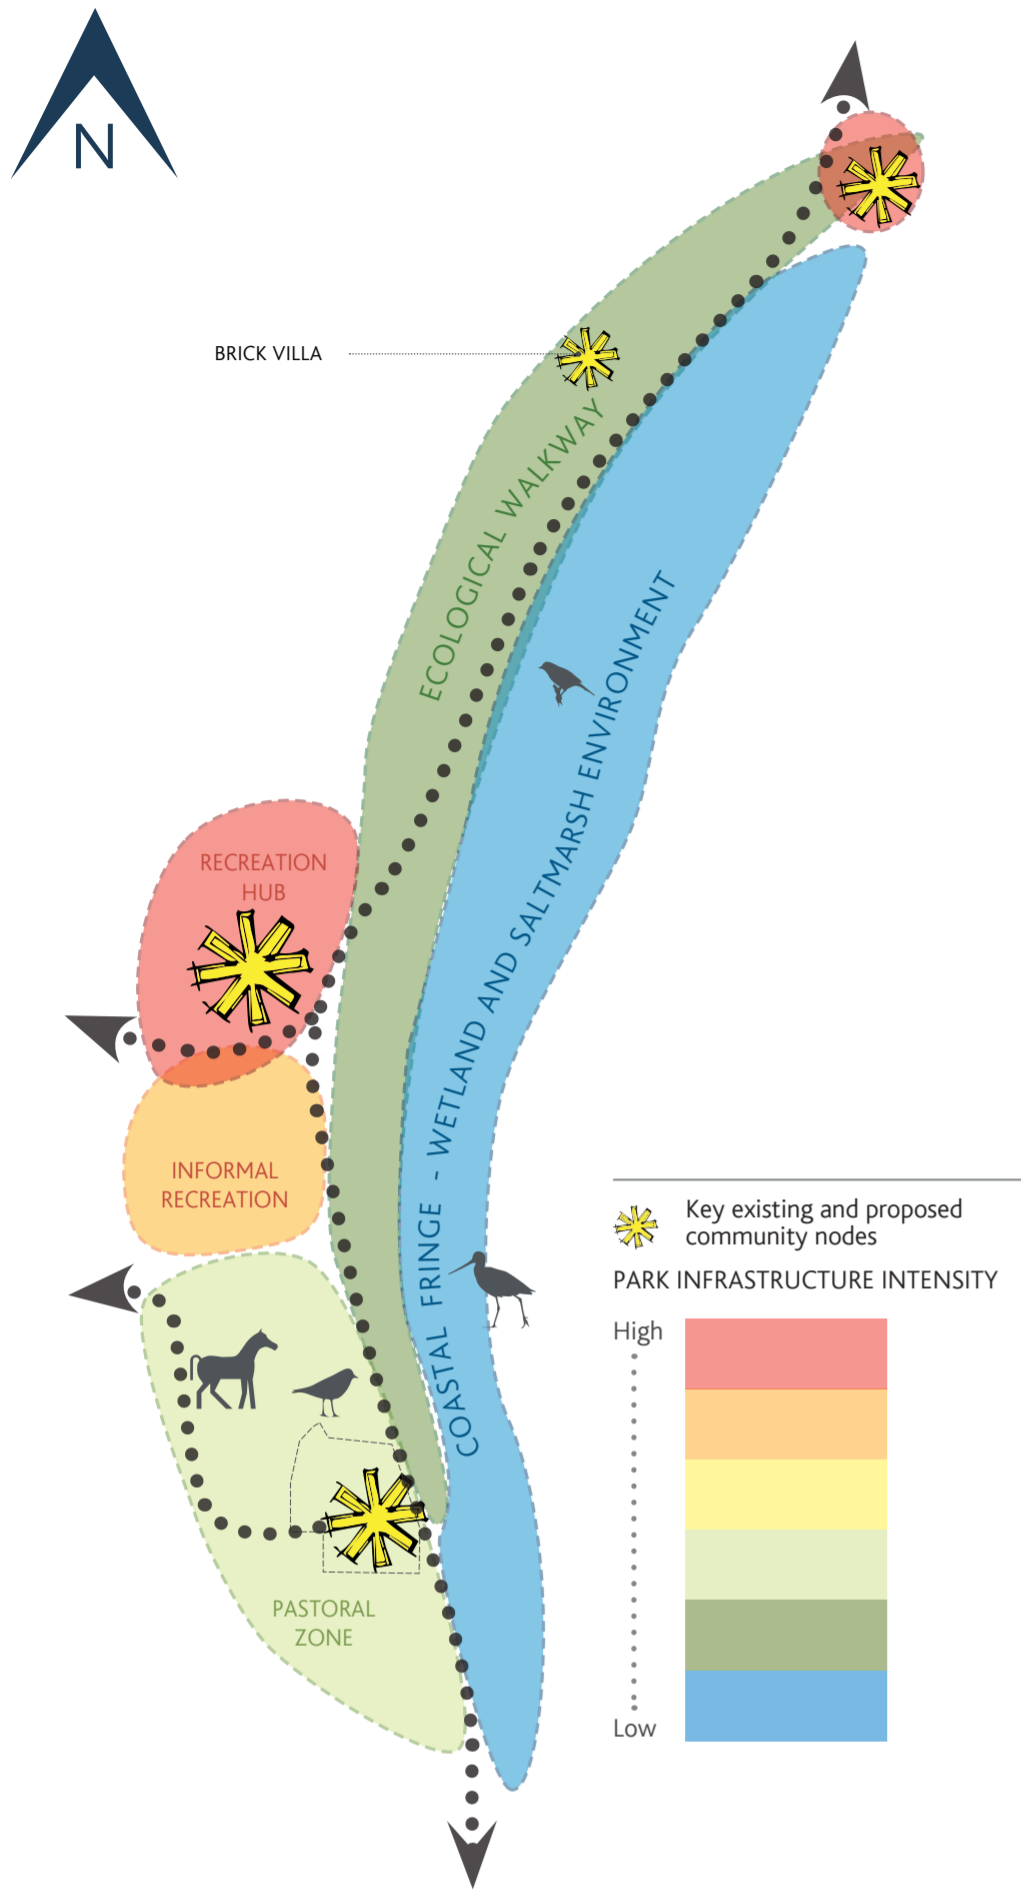 N
BRICK VILLA
ECOLOGICAL WALKWAY
COASTAL FRINGE - WETLAND AND SALTMARSH ENVIRONMENT
RECREATION
HUB
INFORMAL
RECREATION
PASTORAL
ZONE
Key existing and proposed
community nodes
PARK INFRASTRUCTURE INTENSITY
High
Low